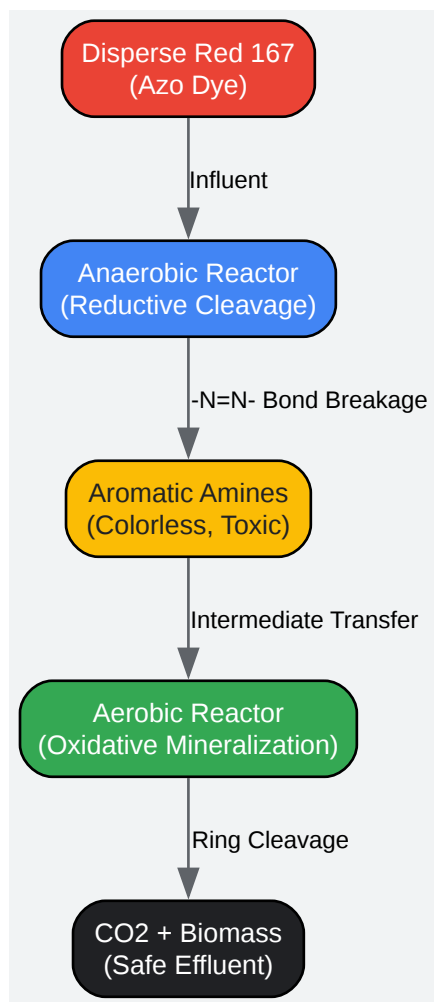 Disperse Red 167
(Azo Dye)
Influent
Anaerobic Reactor
(Reductive Cleavage)
-N=N- Bond Breakage
Aromatic Amines
(Colorless, Toxic)
Intermediate Transfer
Aerobic Reactor
(Oxidative Mineralization)
Ring Cleavage
CO2 + Biomass
(Safe Effluent)